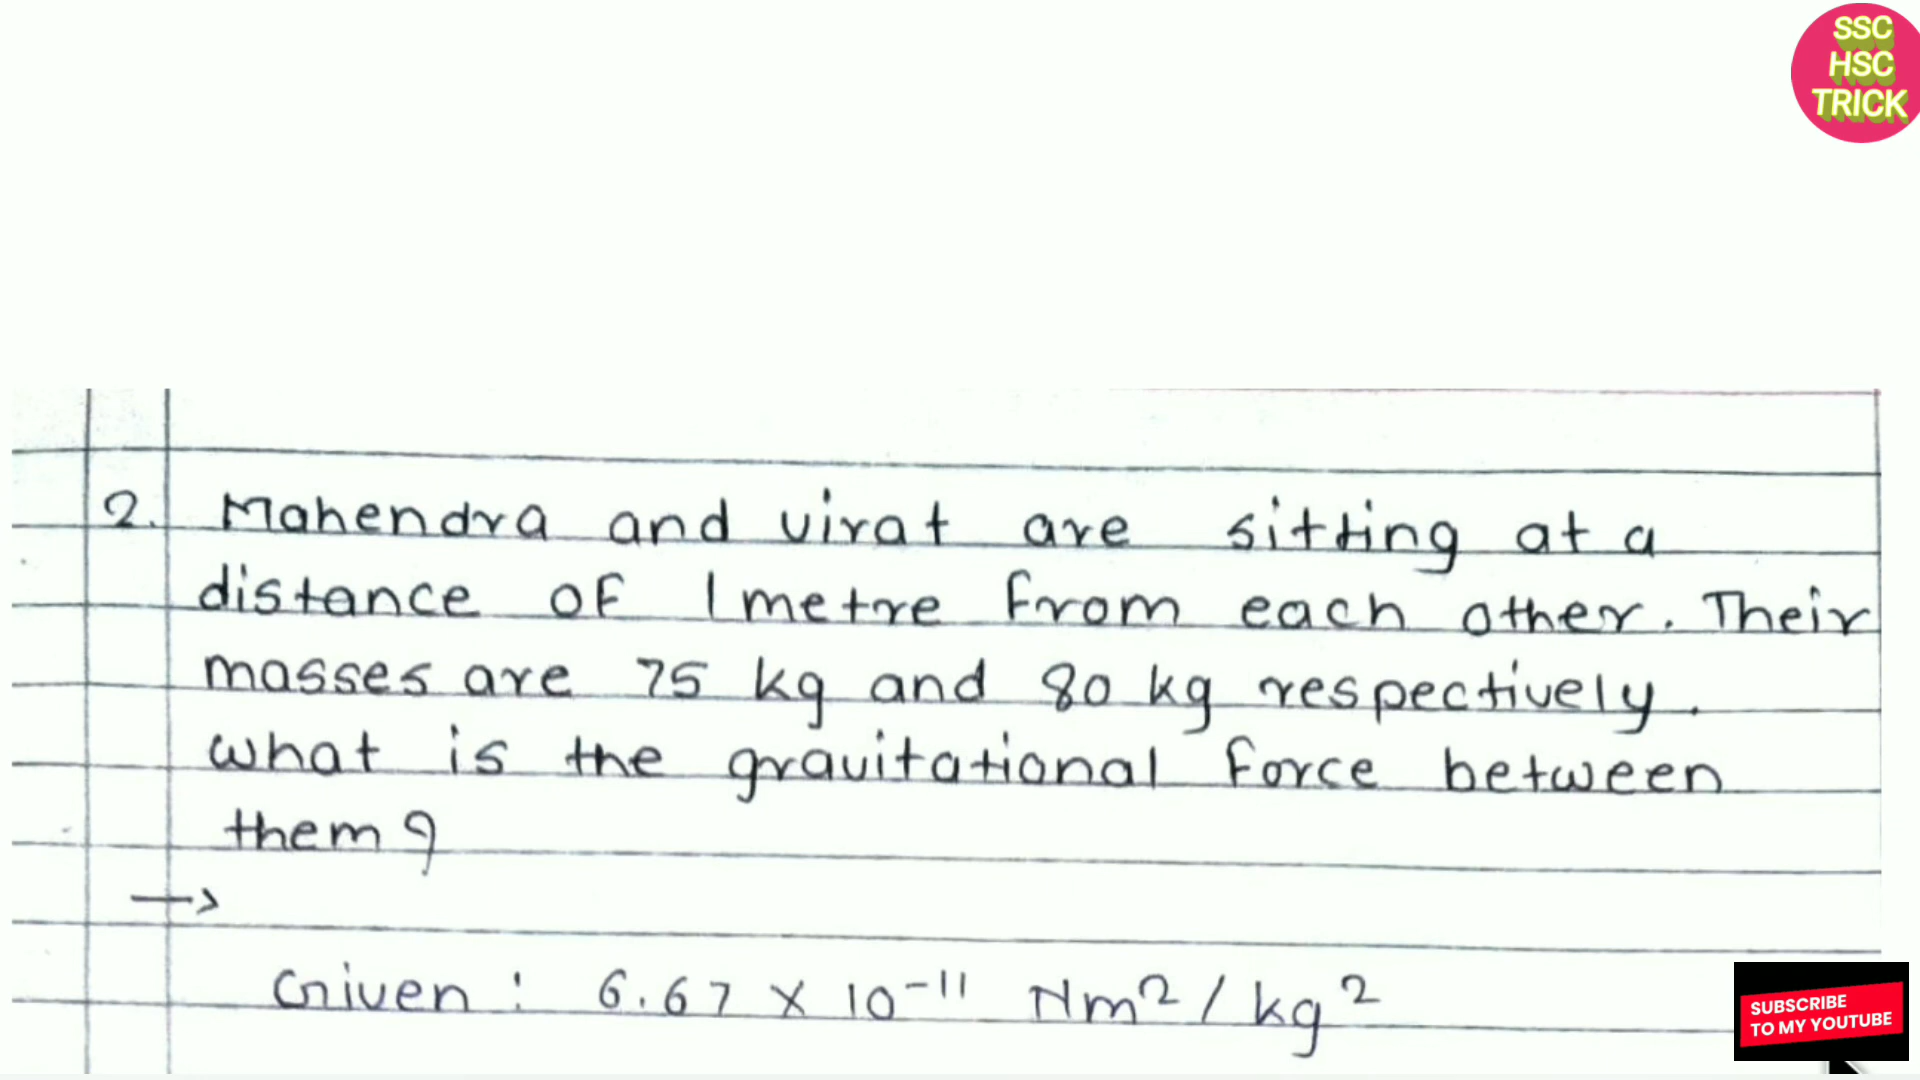 SSC
HSC
TRICK
2. Mahendra and virat are sitting at a
distance of 1 metre from each other. Their
masses are 75 kg and 80 kg respectively.
what is the gravitational force between
them?
→
Given : 6.67 × 10⁻¹¹ Nm² / kg²
SUBSCRIBE
TO MY YOUTUBE